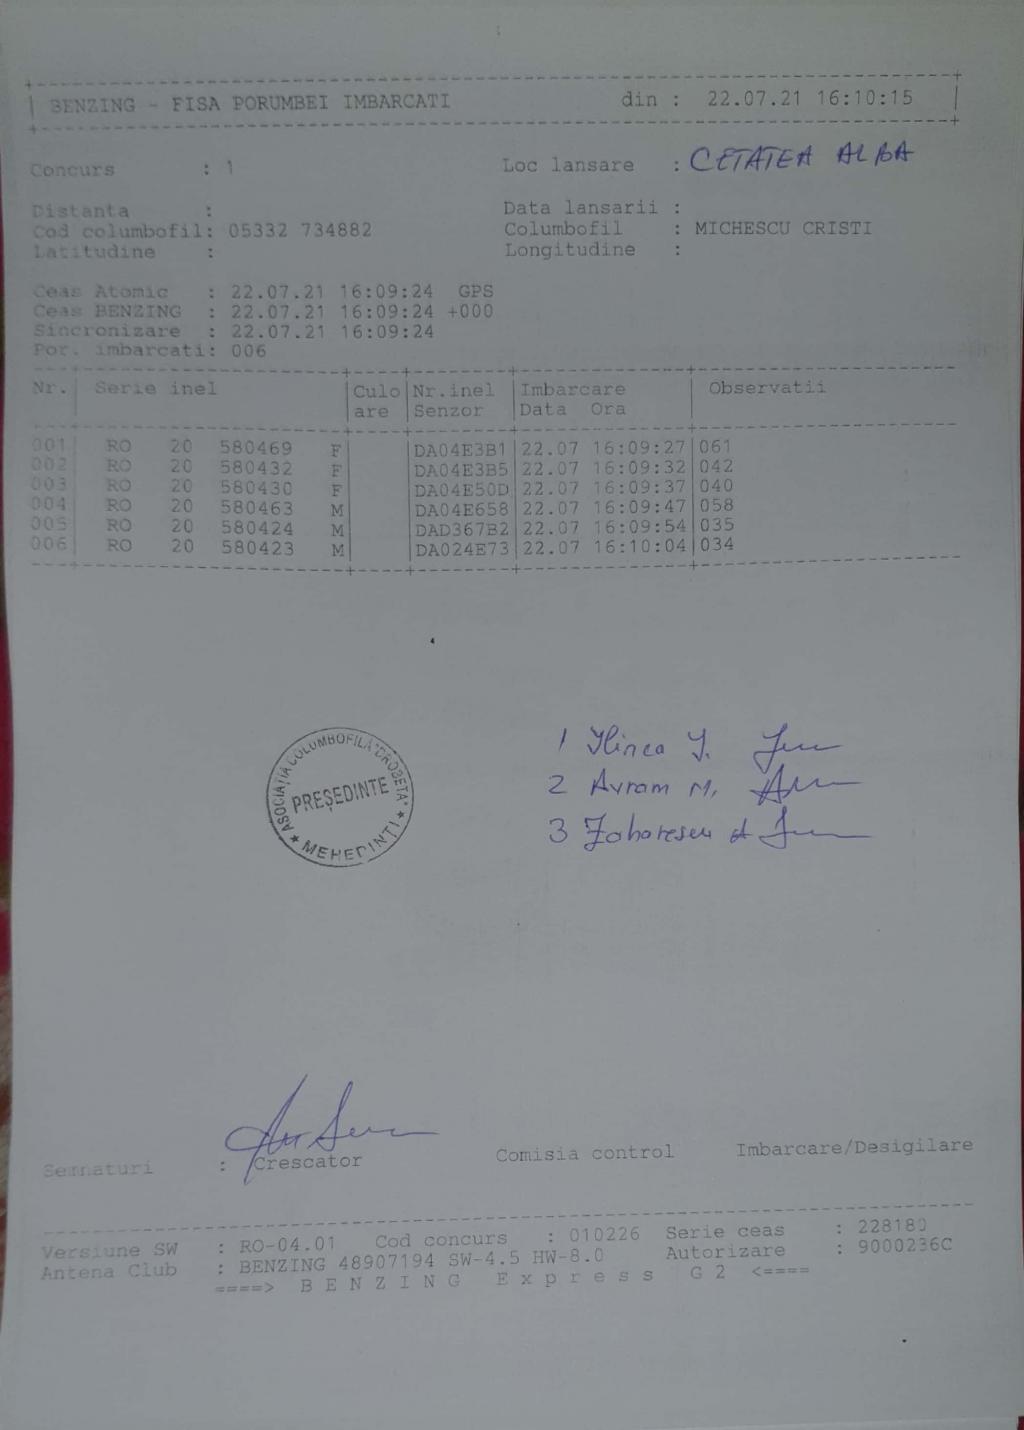 BENZING - FISA PORUMBEI IMBARCATI din : 22.07.21 16:10:15
Concurs : 1 Loc lansare : CETATEA ALBA
Distanta : Data lansarii :
Cod columbofil: 05332 734882 Columbofil : MICHESCU CRISTI
Latitudine : Longitudine :
Ceas Atomic : 22.07.21 16:09:24 GPS
Ceas BENZING : 22.07.21 16:09:24 +000
Sincronizare : 22.07.21 16:09:24
Por. imbarcati: 006
Nr. Serie inel Culo Nr.inel Imbarcare Observatii
are Senzor Data Ora
001 RO 20 580469 F DA04E3B1 22.07 16:09:27 061
002 RO 20 580432 F DA04E3B5 22.07 16:09:32 042
003 RO 20 580430 F DA04E50D 22.07 16:09:37 040
004 RO 20 580463 M DA04E658 22.07 16:09:47 058
005 RO 20 580424 M DAD367B2 22.07 16:09:54 035
006 RO 20 580423 M DA024E73 22.07 16:10:04 034
ASOCIAȚIA COLUMBOFILĂ "DROBETA"
PREȘEDINTE
MEHEDINȚI
1 Ilinca J.
2 Avram M.
3 Zaharescu A
Semnaturi : Crescator Comisia control Imbarcare/Desigilare
Versiune SW : RO-04.01 Cod concurs : 010226 Serie ceas : 228180
Antena Club : BENZING 48907194 SW-4.5 HW-8.0 Autorizare : 9000236C
====> B E N Z I N G E x p r e s s G 2 <====